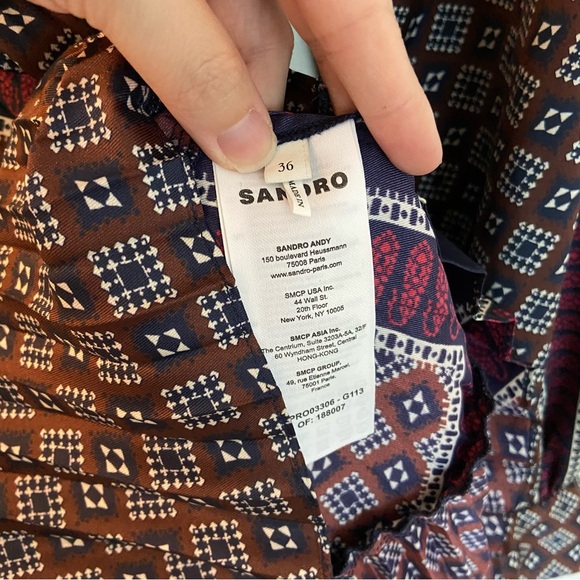 36
MADE IN
SANDRO
SANDRO ANDY
150 boulevard Haussmann
75008 Paris
www.sandro-paris.com
SMCP USA Inc.
44 Wall St.
20th Floor
New York, NY 10005
SMCP ASIA Inc.
The Centrium, Suite 3203A-5A, 32/F
60 Wyndham Street, Central
HONG-KONG
SMCP GROUP.
49, rue Etienne Marcel,
75001 Paris.
France
PRO03306 - G113
OF: 188007